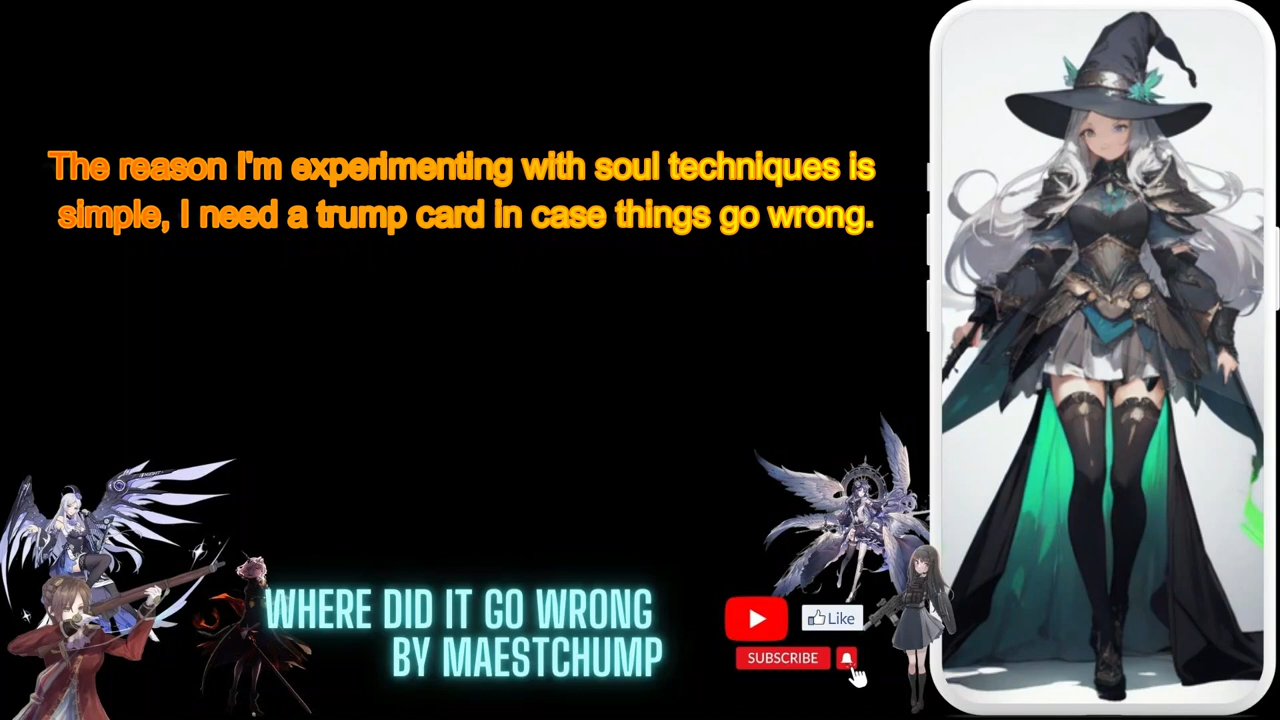 The reason I'm experimenting with soul techniques is
simple, I need a trump card in case things go wrong.
WHERE DID IT GO WRONG
BY MAESTCHUMP
Like
SUBSCRIBE